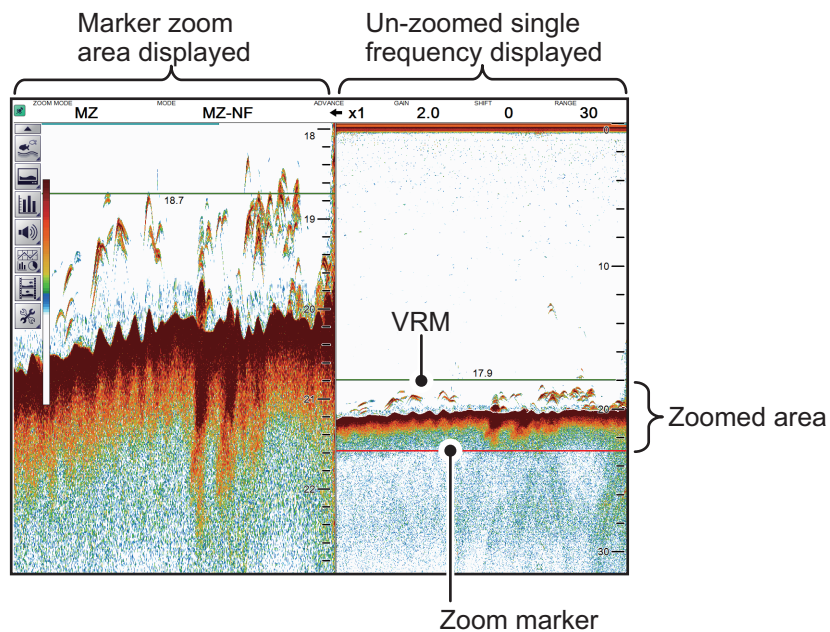 Marker zoom
area displayed
Un-zoomed single
frequency displayed
ZOOM MODE MODE ADVANCE GAIN SHIFT RANGE
MZ MZ-NF x1 2.0 0 30
18
0
18.7
19
10
VRM
20
17.9
20
Zoomed area
21
22
30
Zoom marker